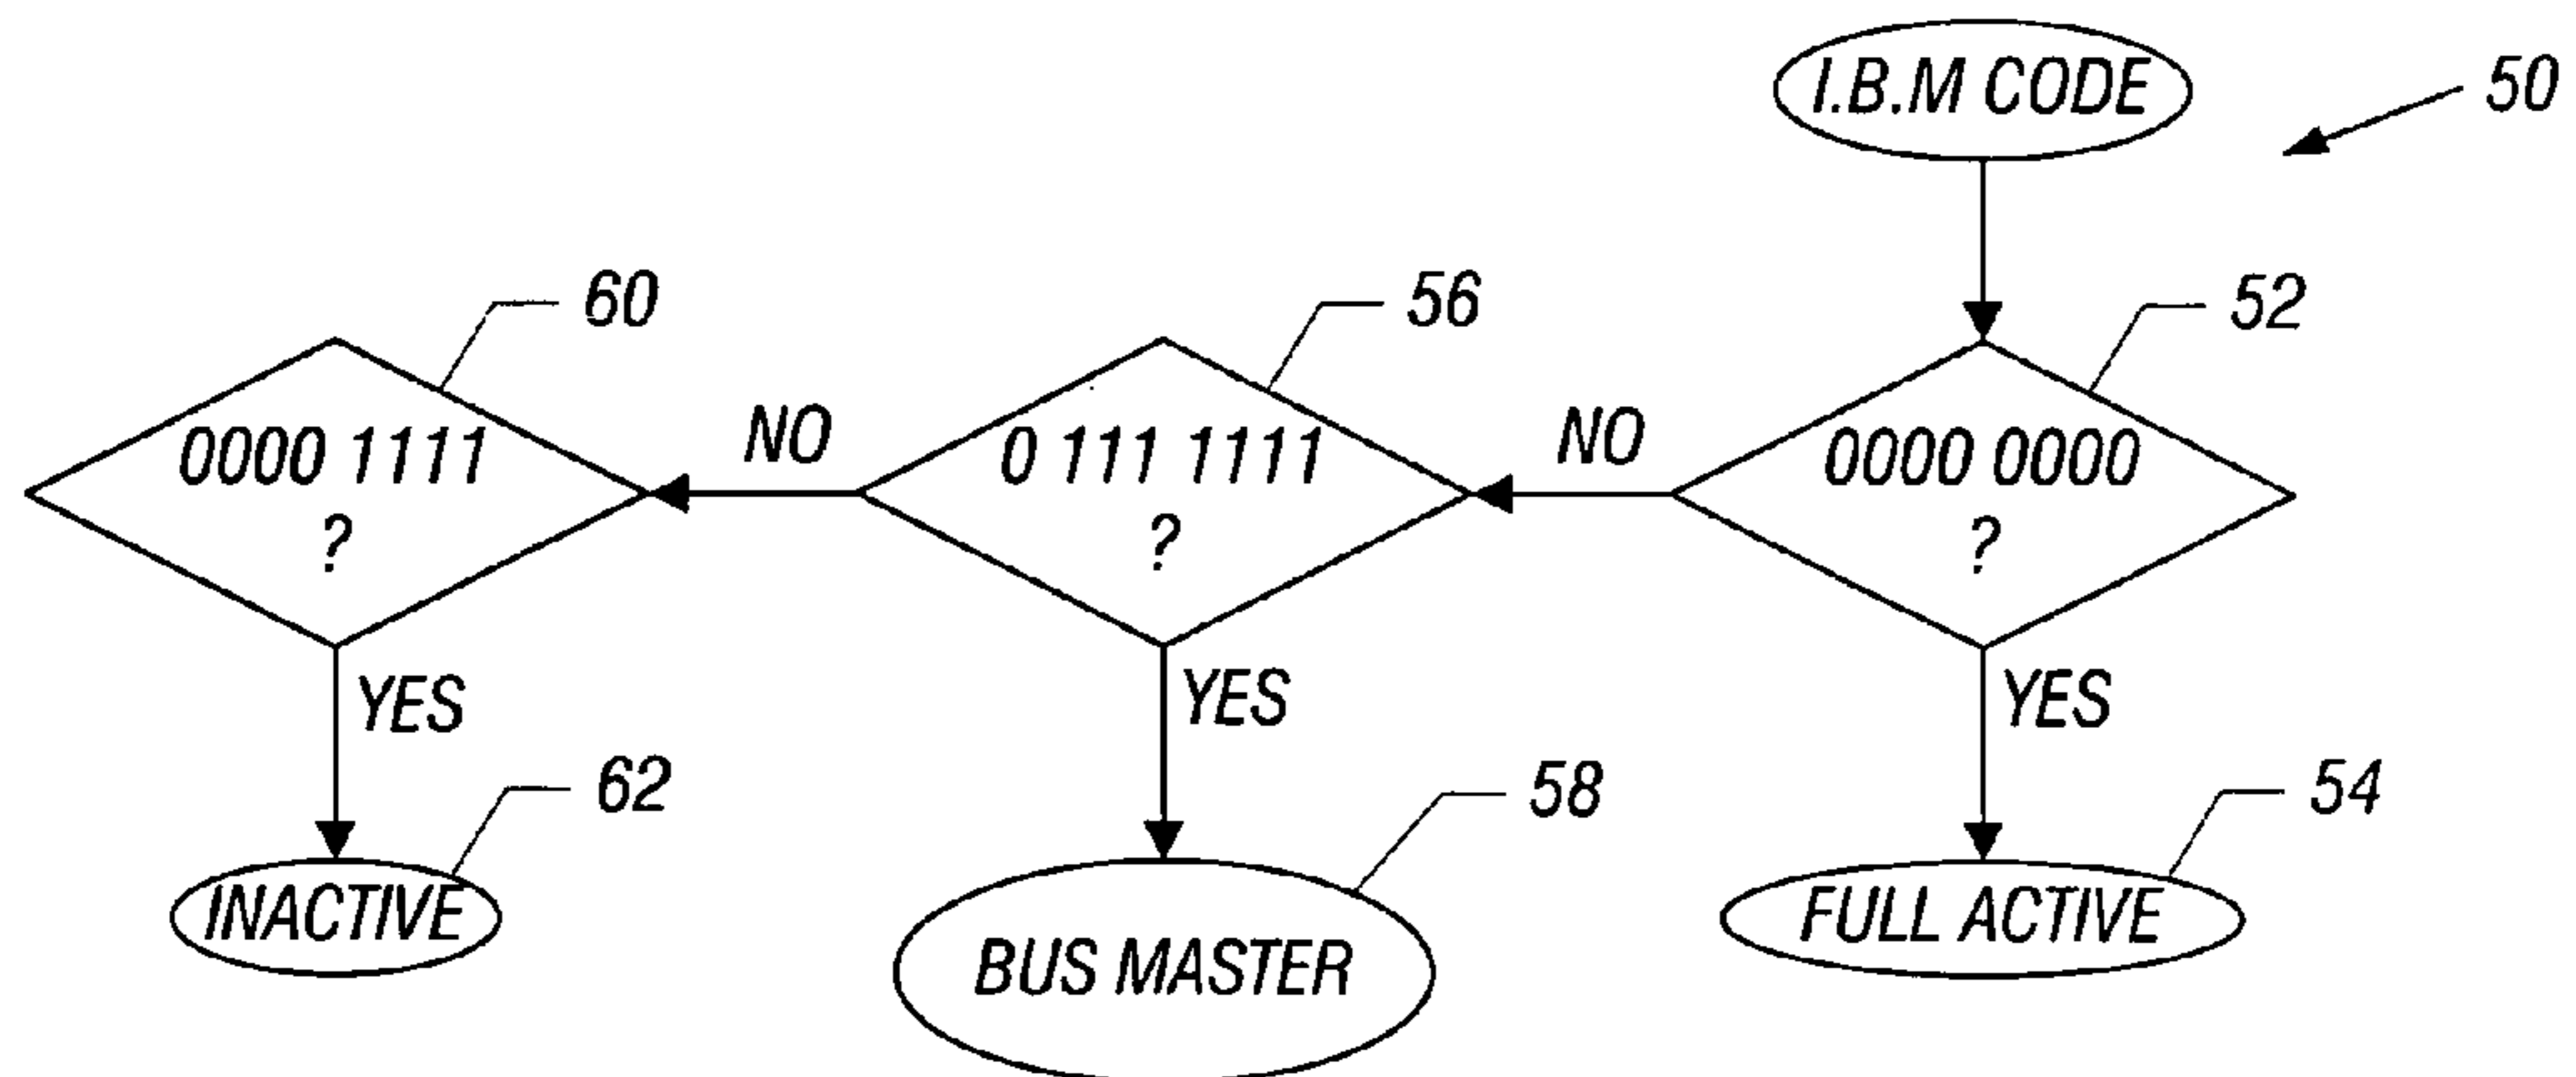 I.B.M CODE
50
60
56
52
0000 1111
?
NO
0 111 1111
?
NO
0000 0000
?
YES
YES
YES
62
58
54
INACTIVE
BUS MASTER
FULL ACTIVE